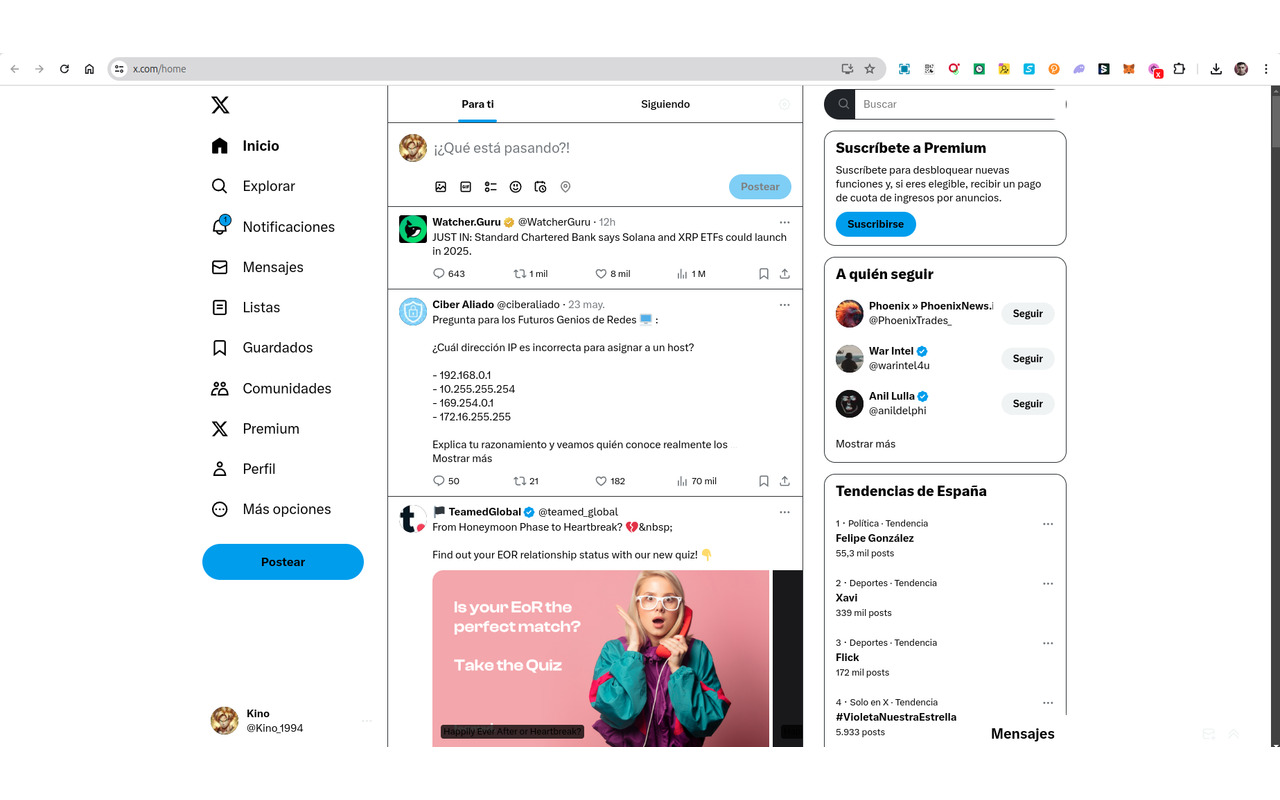 x.com/home
Inicio
Explorar
1
Notificaciones
Mensajes
Listas
Guardados
Comunidades
Premium
Perfil
Más opciones
Postear
Kino
@Kino_1994
Para ti
Siguiendo
¡¿Qué está pasando?!
GIF
Postear
Watcher.Guru @WatcherGuru · 12h
JUST IN: Standard Chartered Bank says Solana and XRP ETFs could launch
in 2025.
643 1 mil 8 mil 1 M
Ciber Aliado @ciberaliado · 23 may.
Pregunta para los Futuros Genios de Redes 🖥️ :
¿Cuál dirección IP es incorrecta para asignar a un host?
- 192.168.0.1
- 10.255.255.254
- 169.254.0.1
- 172.16.255.255
Explica tu razonamiento y veamos quién conoce realmente los ...
Mostrar más
50 21 182 70 mil
🏴 TeamedGlobal @teamed_global
From Honeymoon Phase to Heartbreak? 💔&nbsp;
Find out your EOR relationship status with our new quiz! 👇
Is your EoR the
perfect match?
Take the Quiz
Happily Ever After or Heartbreak?
Buscar
Suscríbete a Premium
Suscríbete para desbloquear nuevas
funciones y, si eres elegible, recibir un pago
de cuota de ingresos por anuncios.
Suscribirse
A quién seguir
Phoenix » PhoenixNews.i
@PhoenixTrades_
Seguir
War Intel
@warintel4u
Seguir
Anil Lulla
@anildelphi
Seguir
Mostrar más
Tendencias de España
1 · Política · Tendencia
Felipe González
55,3 mil posts
2 · Deportes · Tendencia
Xavi
339 mil posts
3 · Deportes · Tendencia
Flick
172 mil posts
4 · Solo en X · Tendencia
#VioletaNuestraEstrella
5.933 posts
Mensajes